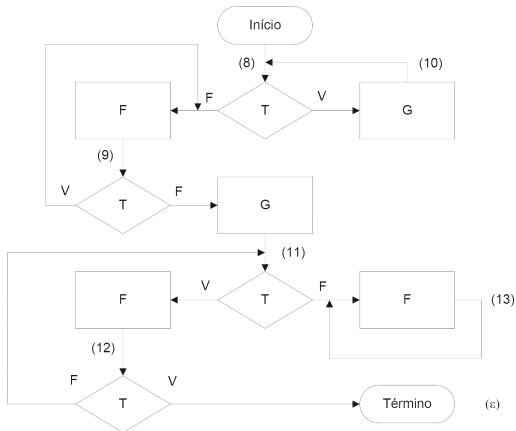 Início
(8)
(10)
F
F
T
V
G
(9)
V
T
F
G
(11)
F
V
T
F
F
(13)
(12)
F
T
V
Término
(ε)